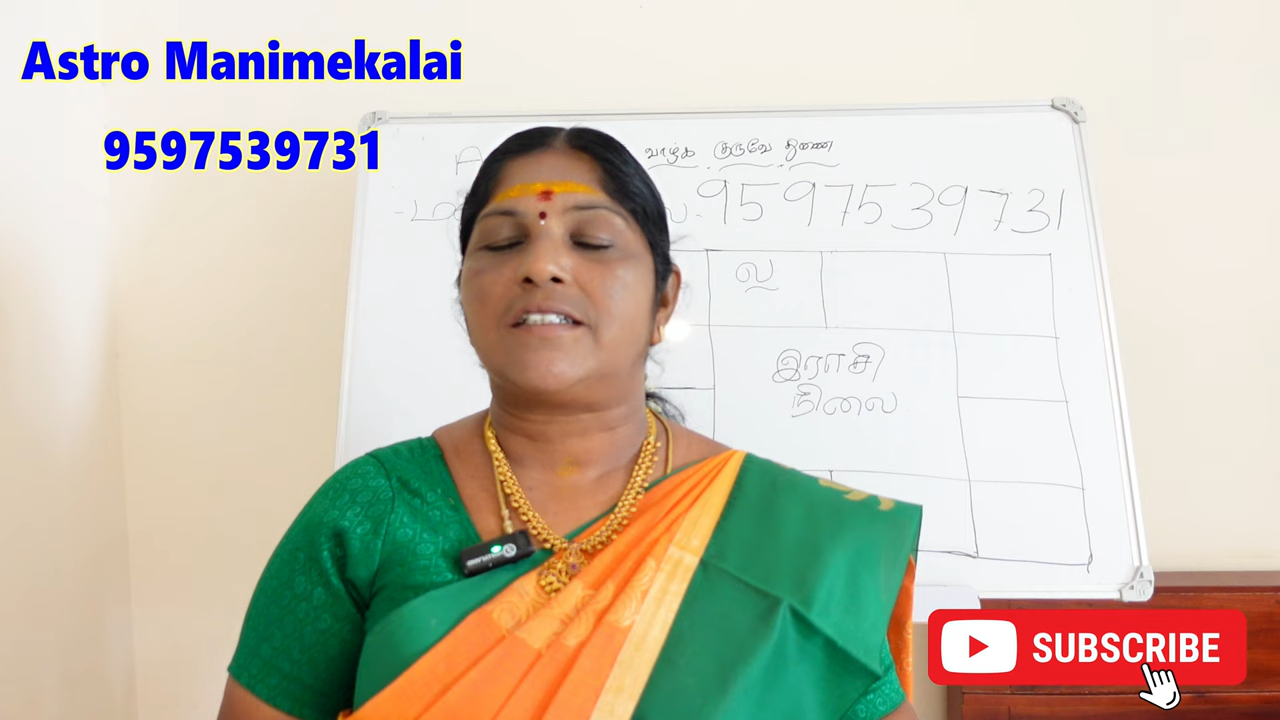 Astro Manimekalai
9597539731
வாழ்க குருவே துணை
9597539731
ல
இராசி
நிலை
SUBSCRIBE